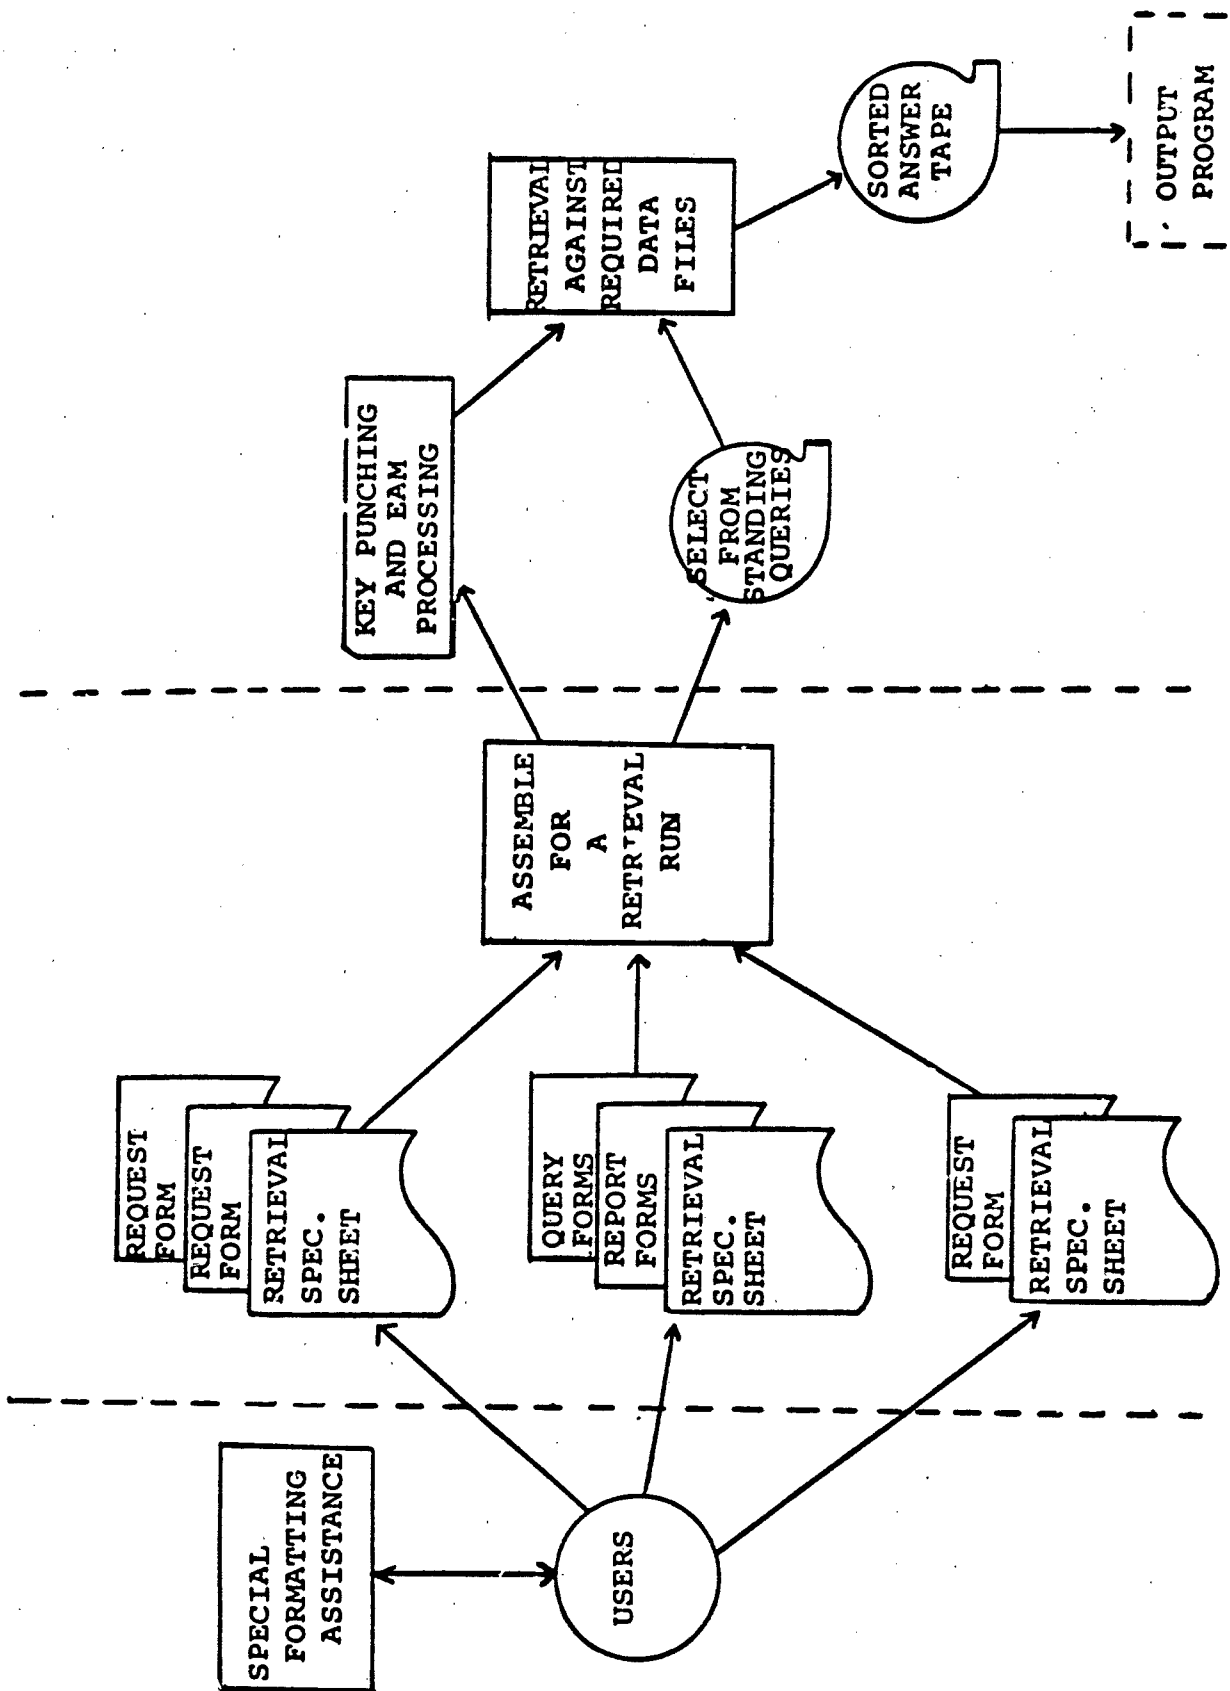 SPECIAL
FORMATTING
ASSISTANCE
USERS
REQUEST
FORM
REQUEST
FORM
RETRIEVAL
SPEC.
SHEET
QUERY
FORMS
REPORT
FORMS
RETRIEVAL
SPEC.
SHEET
REQUEST
FORM
RETRIEVAL
SPEC.
SHEET
ASSEMBLE
FOR
A
RETRIEVAL
RUN
KEY PUNCHING
AND EAM
PROCESSING
SELECT
FROM
STANDING
QUERIES
RETRIEVAL
AGAINST
REQUIRED
DATA
FILES
SORTED
ANSWER
TAPE
OUTPUT
PROGRAM